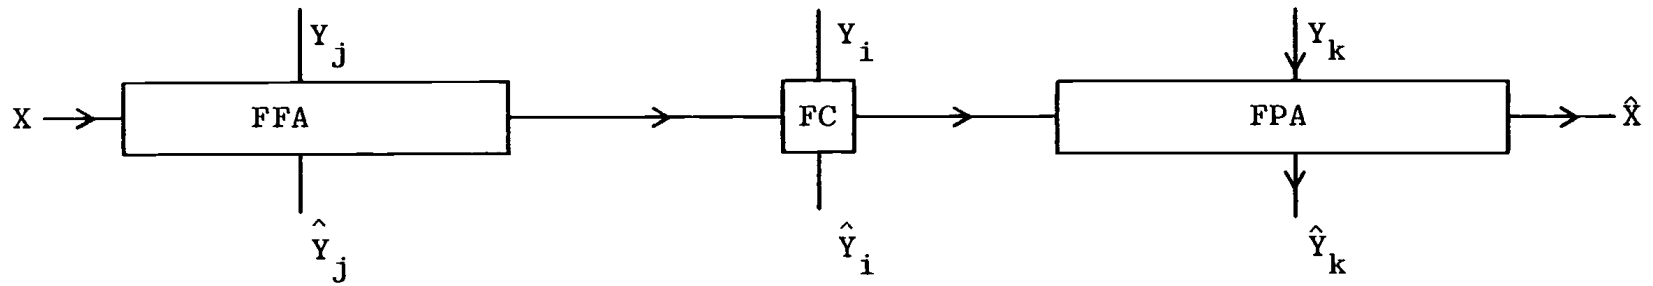 Y_j Y_i Y_k
X FFA FC FPA X̂
Ŷ_j Ŷ_i Ŷ_k